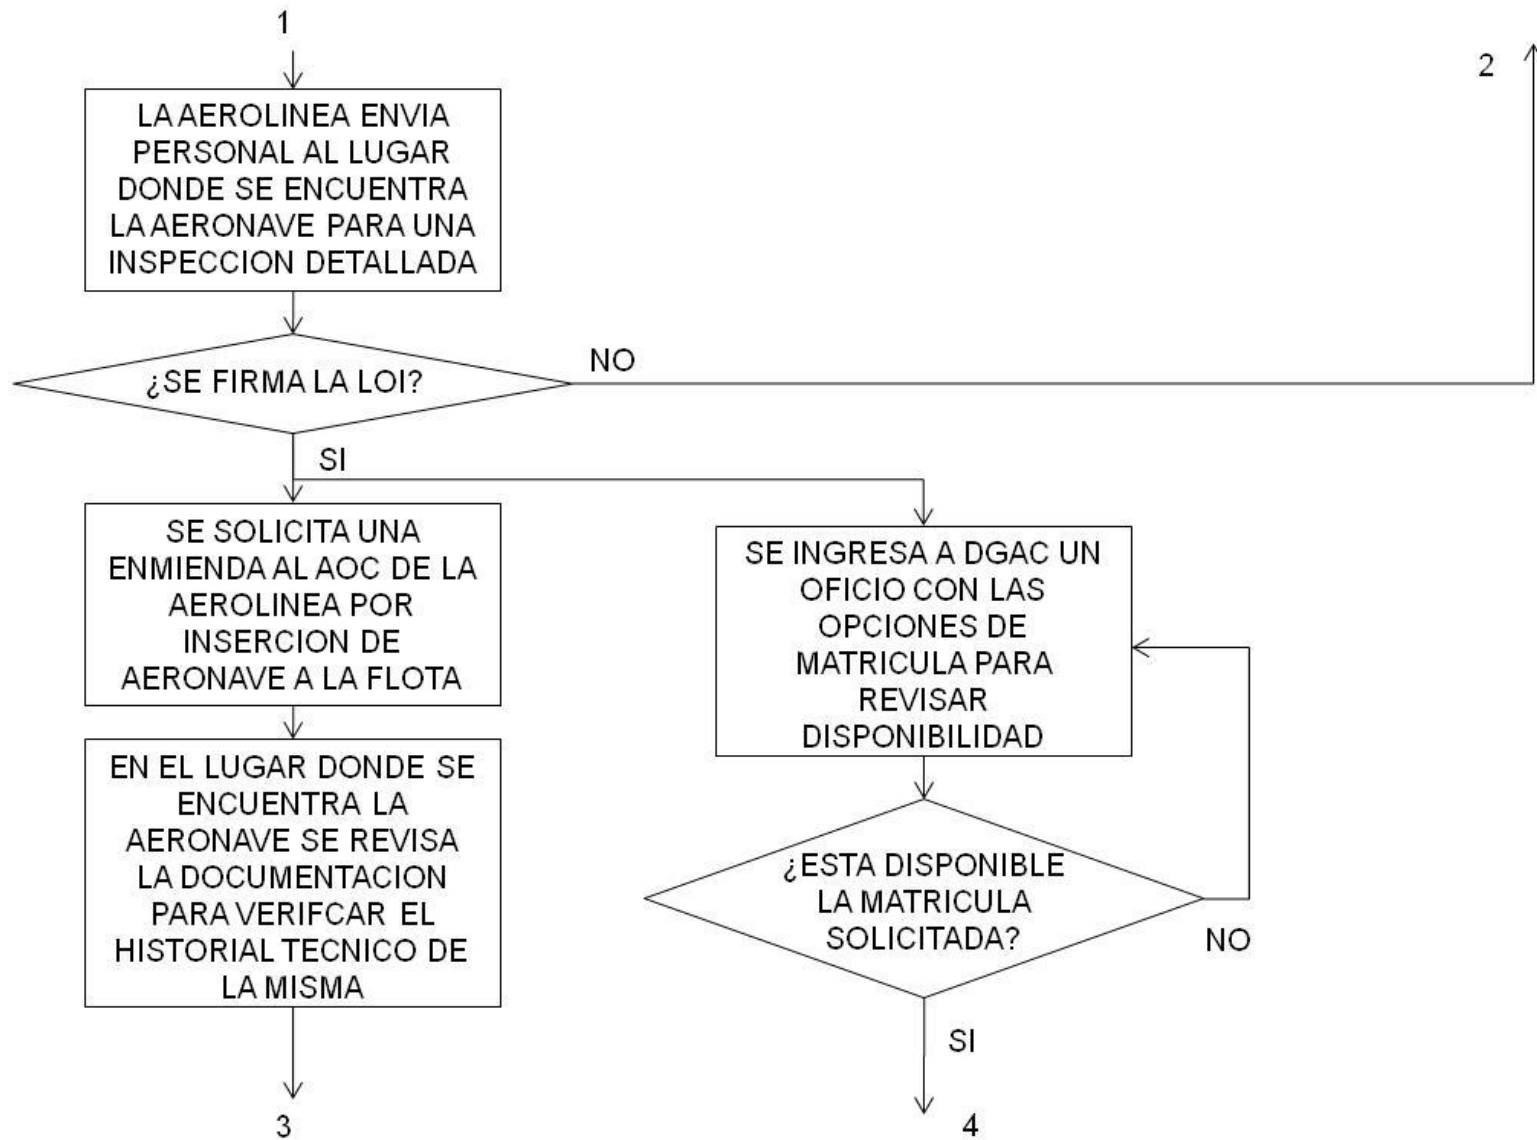 1
2
LA AEROLINEA ENVIA
PERSONAL AL LUGAR
DONDE SE ENCUENTRA
LA AERONAVE PARA UNA
INSPECCION DETALLADA
¿SE FIRMA LA LOI?
NO
SI
SE SOLICITA UNA
ENMIENDA AL AOC DE LA
AEROLINEA POR
INSERCION DE
AERONAVE A LA FLOTA
SE INGRESA A DGAC UN
OFICIO CON LAS
OPCIONES DE
MATRICULA PARA
REVISAR
DISPONIBILIDAD
EN EL LUGAR DONDE SE
ENCUENTRA LA
AERONAVE SE REVISA
LA DOCUMENTACION
PARA VERIFCAR EL
HISTORIAL TECNICO DE
LA MISMA
¿ESTA DISPONIBLE
LA MATRICULA
SOLICITADA?
NO
SI
3
4